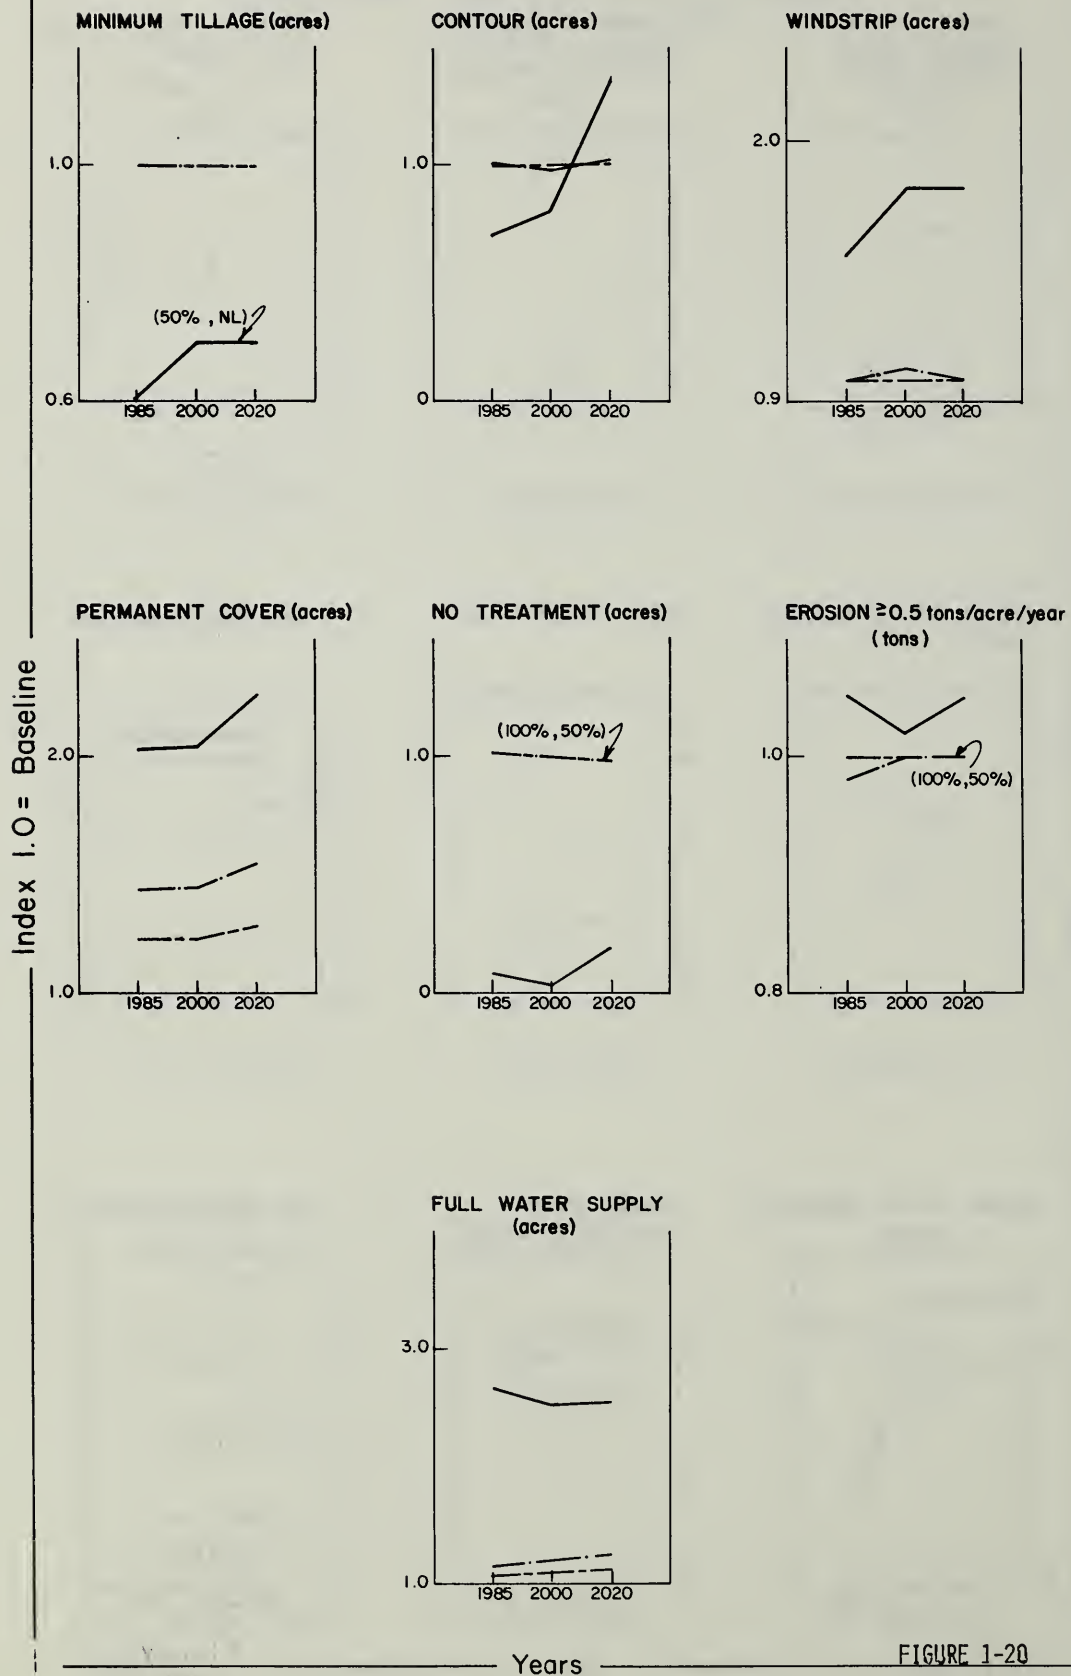 MINIMUM TILLAGE (acres)
1.0
(50% , NL)
0.6
1985 2000 2020
CONTOUR (acres)
1.0
0
1985 2000 2020
WINDSTRIP (acres)
2.0
0.9
1985 2000 2020
Index 1.0 = Baseline
PERMANENT COVER (acres)
2.0
1.0
1985 2000 2020
NO TREATMENT (acres)
1.0
(100%, 50%)
0
1985 2000 2020
EROSION ≥ 0.5 tons/acre/year
(tons)
1.0
(100%, 50%)
0.8
1985 2000 2020
FULL WATER SUPPLY
(acres)
3.0
1.0
1985 2000 2020
Years
FIGURE 1-20